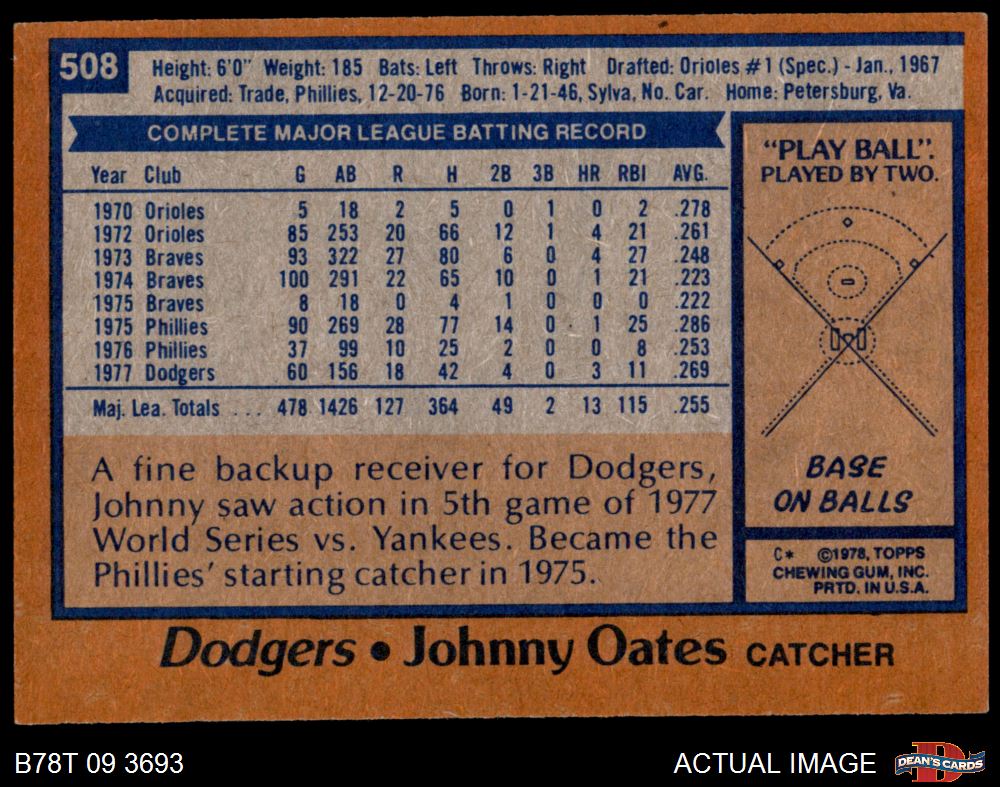 508
Height: 6'0" Weight: 185 Bats: Left Throws: Right Drafted: Orioles #1 (Spec.) - Jan., 1967
Acquired: Trade, Phillies, 12-20-76 Born: 1-21-46, Sylva, No. Car. Home: Petersburg, Va.
COMPLETE MAJOR LEAGUE BATTING RECORD
Year Club G AB R H 2B 3B HR RBI AVG.
1970 Orioles 5 18 2 5 0 1 0 2 .278
1972 Orioles 85 253 20 66 12 1 4 21 .261
1973 Braves 93 322 27 80 6 0 4 27 .248
1974 Braves 100 291 22 65 10 0 1 21 .223
1975 Braves 8 18 0 4 1 0 0 0 .222
1975 Phillies 90 269 28 77 14 0 1 25 .286
1976 Phillies 37 99 10 25 2 0 0 8 .253
1977 Dodgers 60 156 18 42 4 0 3 11 .269
Maj. Lea. Totals ... 478 1426 127 364 49 2 13 115 .255
A fine backup receiver for Dodgers,
Johnny saw action in 5th game of 1977
World Series vs. Yankees. Became the
Phillies' starting catcher in 1975.
"PLAY BALL".
PLAYED BY TWO.
BASE
ON BALLS
C* ©1978, TOPPS
CHEWING GUM, INC.
PRTD. IN U.S.A.
Dodgers • Johnny Oates CATCHER
B78T 09 3693
ACTUAL IMAGE
DEAN'S CARDS